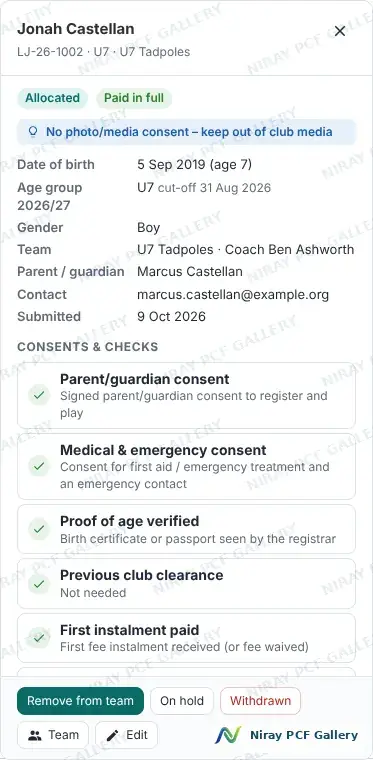 Jonah Castellan
LJ-26-1002 · U7 · U7 Tadpoles
Allocated Paid in full
No photo/media consent – keep out of club media
Date of birth 5 Sep 2019 (age 7)
Age group 2026/27 U7 cut-off 31 Aug 2026
Gender Boy
Team U7 Tadpoles · Coach Ben Ashworth
Parent / guardian Marcus Castellan
Contact marcus.castellan@example.org
Submitted 9 Oct 2026
CONSENTS & CHECKS
Parent/guardian consent
Signed parent/guardian consent to register and
play
Medical & emergency consent
Consent for first aid / emergency treatment and
an emergency contact
Proof of age verified
Birth certificate or passport seen by the registrar
Previous club clearance
Not needed
First instalment paid
First fee instalment received (or fee waived)
Remove from team On hold Withdrawn
Team Edit Niray PCF Gallery
NIRAY PCF GALLERY